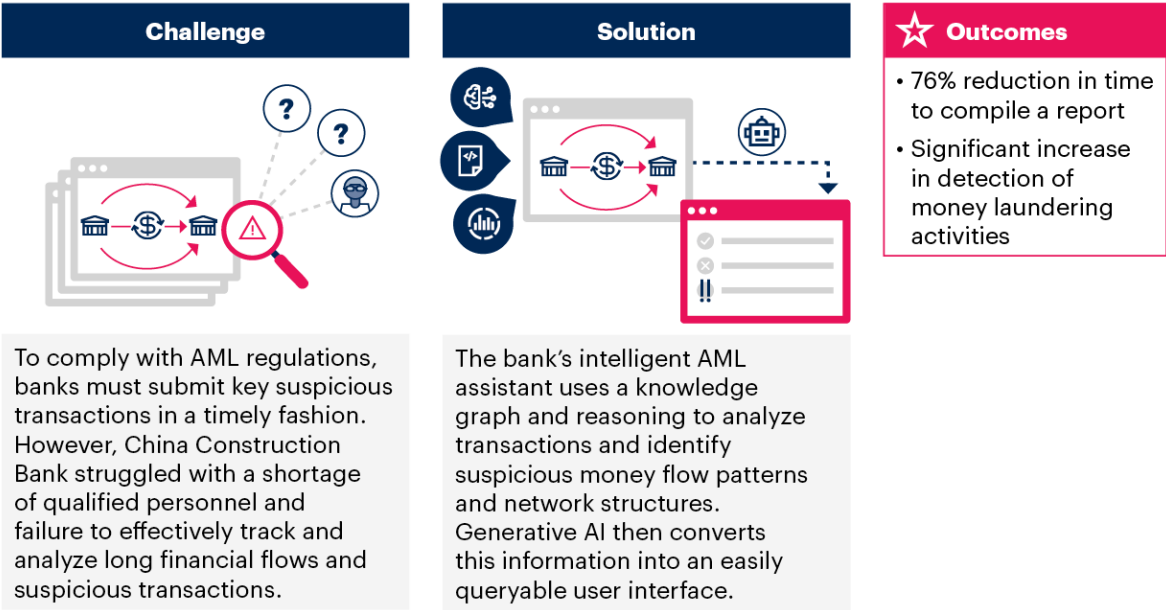 Challenge
?
?
$
!
To comply with AML regulations,
banks must submit key suspicious
transactions in a timely fashion.
However, China Construction
Bank struggled with a shortage
of qualified personnel and
failure to effectively track and
analyze long financial flows and
suspicious transactions.
Solution
</>
$
!!
The bank’s intelligent AML
assistant uses a knowledge
graph and reasoning to analyze
transactions and identify
suspicious money flow patterns
and network structures.
Generative AI then converts
this information into an easily
queryable user interface.
Outcomes
• 76% reduction in time
to compile a report
• Significant increase
in detection of
money laundering
activities